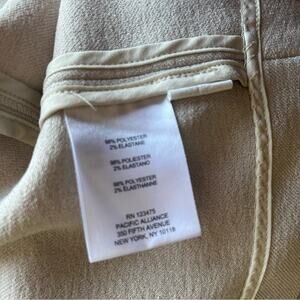 98% POLYESTER
2% ELASTANE
98% POLIESTER
2% ELASTANO
98% POLYESTER
2% ELASTHANNE
RN 123475
PACIFIC ALLIANCE
350 FIFTH AVENUE
NEW YORK, NY 10118